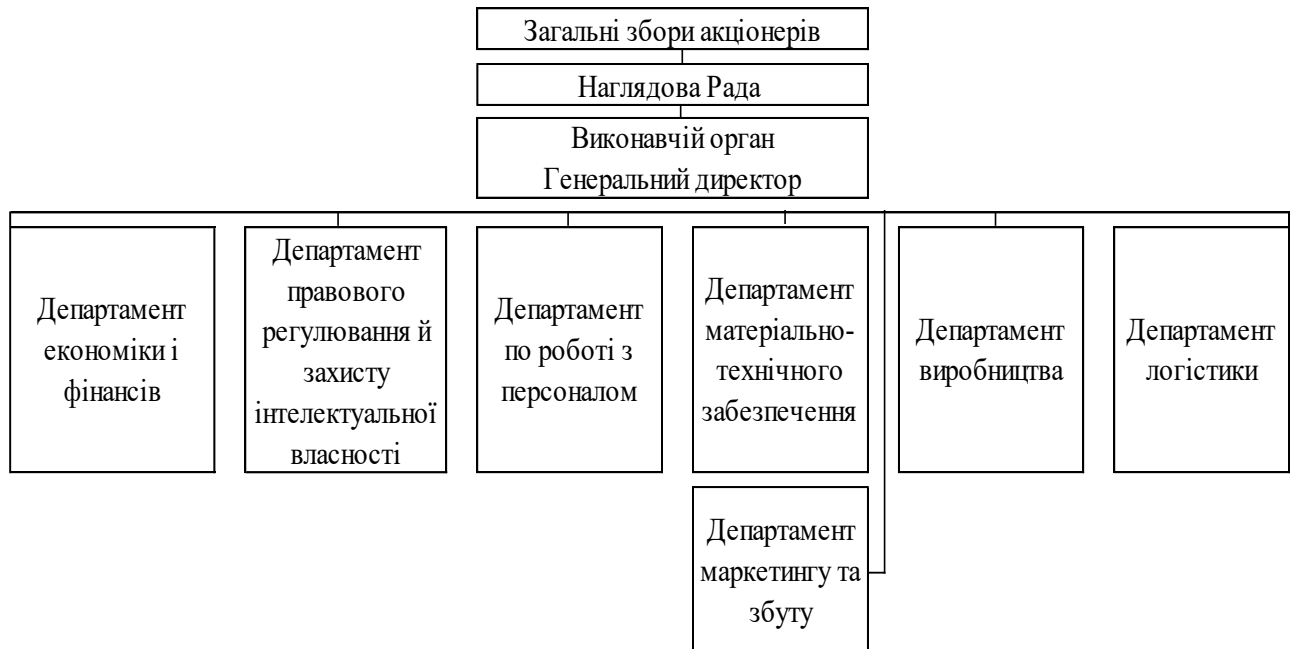 Загальні збори акціонерів
Наглядова Рада
Виконавчій орган
Генеральний директор
Департамент
економіки і
фінансів
Департамент
правового
регулювання й
захисту
інтелектуальної
власності
Департамент
по роботі з
персоналом
Департамент
матеріально-
технічного
забезпечення
Департамент
виробництва
Департамент
логістики
Департамент
маркетингу та
збуту